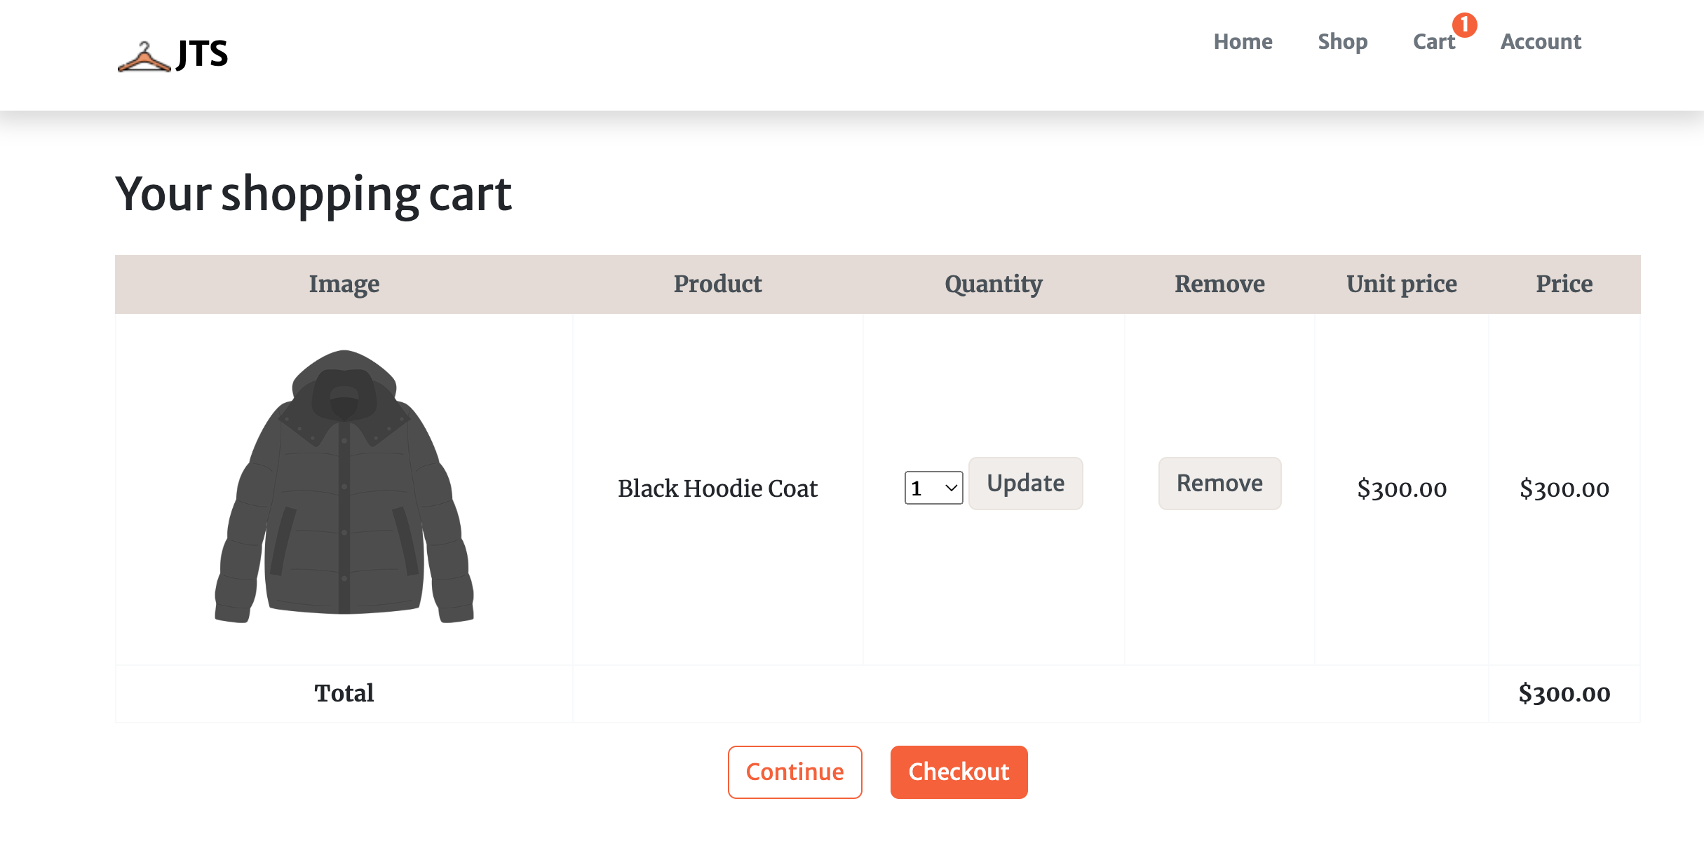 JTS
Home Shop Cart 1 Account
Your shopping cart
Image Product Quantity Remove Unit price Price
Black Hoodie Coat 1 Update Remove $300.00 $300.00
Total $300.00
Continue Checkout